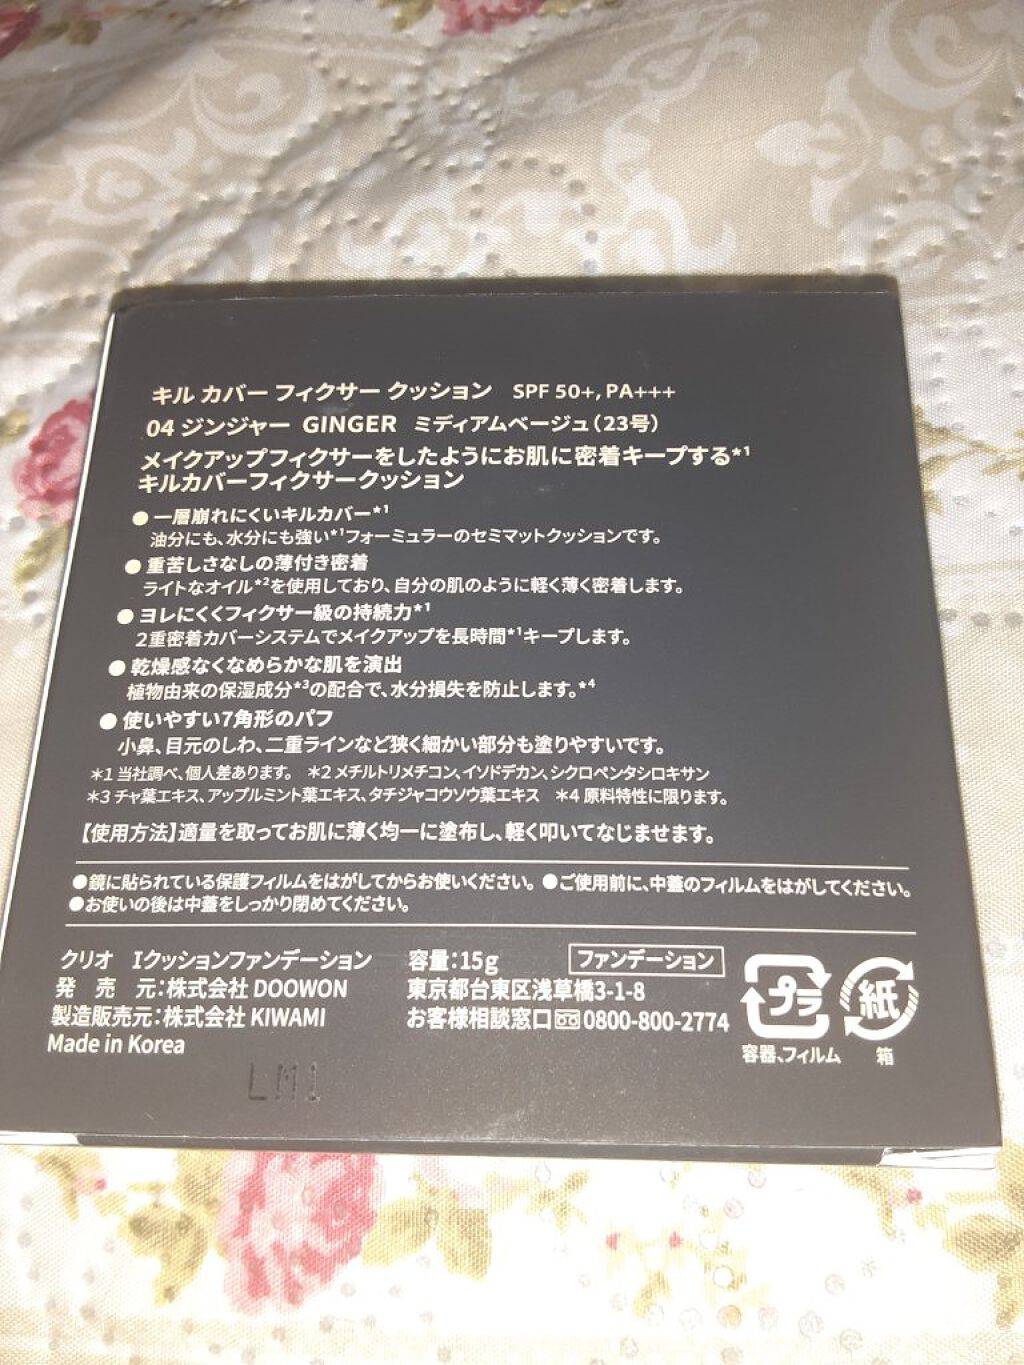 キル カバー フィクサー クッション SPF 50+, PA+++
04 ジンジャー GINGER ミディアムベージュ(23号)
メイクアップフィクサーをしたようにお肌に密着キープする*1
キルカバーフィクサークッション
●一層崩れにくいキルカバー*1
油分にも、水分にも強い*1フォーミュラーのセミマットクッションです。
●重苦しさなしの薄付き密着
ライトなオイル*2を使用しており、自分の肌のように軽く薄く密着します。
●ヨレにくくフィクサー級の持続力*1
2重密着カバーシステムでメイクアップを長時間*1キープします。
●乾燥感なくなめらかな肌を演出
植物由来の保湿成分*3の配合で、水分損失を防止します。*4
●使いやすい7角形のパフ
小鼻、目元のしわ、二重ラインなど狭く細かい部分も塗りやすいです。
*1 当社調べ、個人差あります。 *2 メチルトリメチコン、イソドデカン、シクロペンタシロキサン
*3 チャ葉エキス、アップルミント葉エキス、タチジャコウソウ葉エキス *4 原料特性に限ります。
【使用方法】適量を取ってお肌に薄く均一に塗布し、軽く叩いてなじませます。
●鏡に貼られている保護フィルムをはがしてからお使いください。 ●ご使用前に、中蓋のフィルムをはがしてください。
●お使いの後は中蓋をしっかり閉めてください。
クリオ Iクッションファンデーション 容量:15g ファンデーション
発 売 元:株式会社 DOOWON 東京都台東区浅草橋3-1-8
製造販売元:株式会社 KIWAMI お客様相談窓口 0800-800-2774
Made in Korea
プラ
容器、フィルム
紙
箱
LM1